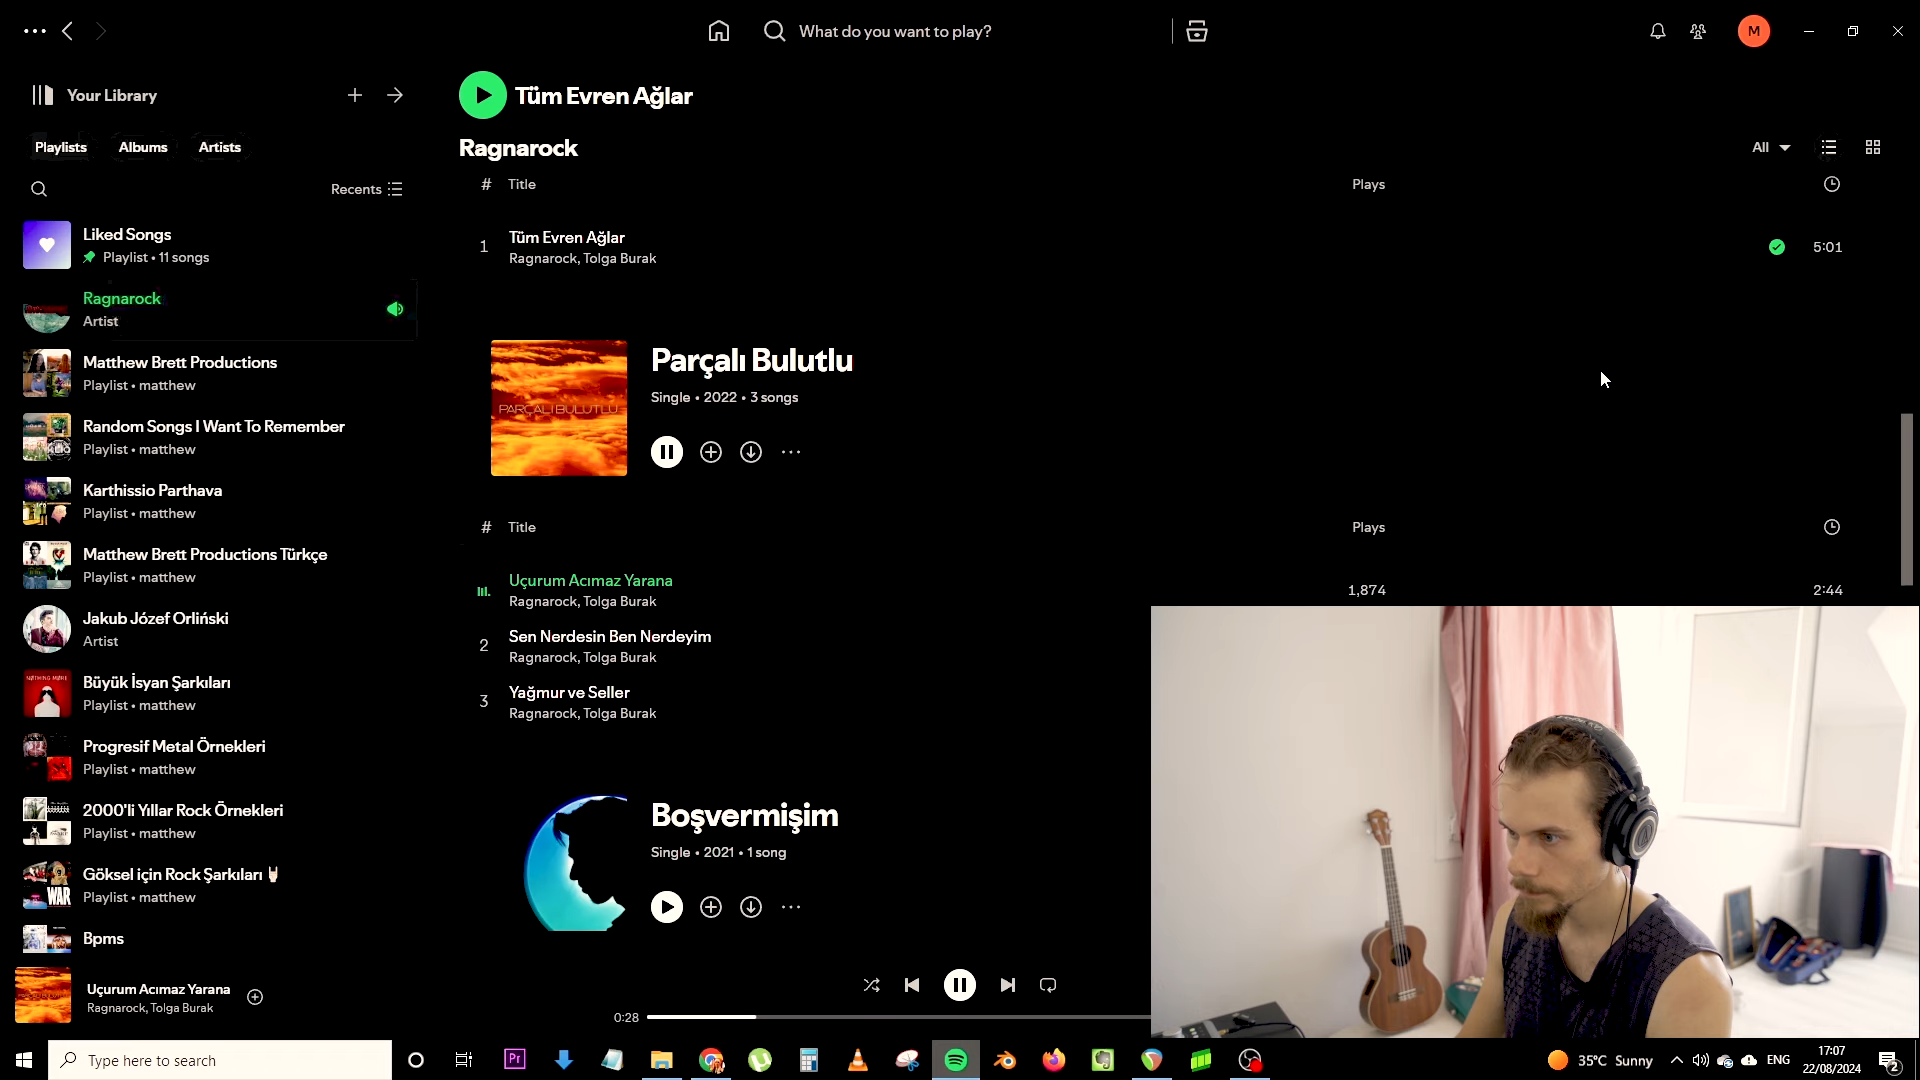 What do you want to play?
M
Your Library
Playlists
Albums
Artists
Recents
Liked Songs
Playlist • 11 songs
Ragnarock
Artist
Matthew Brett Productions
Playlist • matthew
Random Songs I Want To Remember
Playlist • matthew
Karthissio Parthava
Playlist • matthew
Matthew Brett Productions Türkçe
Playlist • matthew
Jakub Józef Orliński
Artist
NOTHING MORE
Büyük İsyan Şarkıları
Playlist • matthew
Progresif Metal Örnekleri
Playlist • matthew
2000'li Yıllar Rock Örnekleri
Playlist • matthew
WAR
Göksel için Rock Şarkıları 🤘🏻
Playlist • matthew
Bpms
Uçurum Acımaz Yarana
Ragnarock, Tolga Burak
Tüm Evren Ağlar
Ragnarock
All
# Title Plays
1 Tüm Evren Ağlar 5:01
Ragnarock, Tolga Burak
PARÇALI BULUTLU
Parçalı Bulutlu
Single • 2022 • 3 songs
# Title Plays
Uçurum Acımaz Yarana 1,874 2:44
Ragnarock, Tolga Burak
2 Sen Nerdesin Ben Nerdeyim
Ragnarock, Tolga Burak
3 Yağmur ve Seller
Ragnarock, Tolga Burak
Boşvermişim
Single • 2021 • 1 song
0:28
Type here to search
Pr
35°C Sunny
ENG
17:07
22/08/2024
2